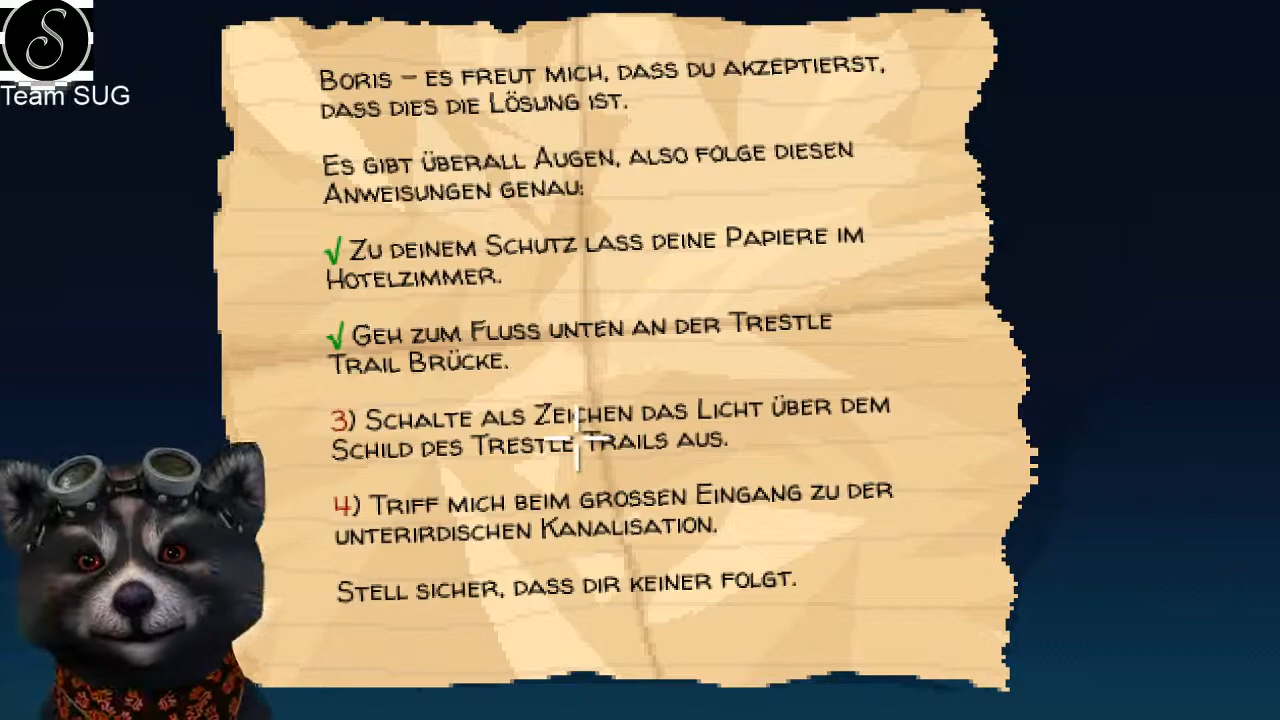 S
Team SUG
Boris – es freut mich, dass du akzeptierst,
dass dies die Lösung ist.
Es gibt überall Augen, also folge diesen
Anweisungen genau:
√ Zu deinem Schutz lass deine Papiere im
Hotelzimmer.
√ Geh zum Fluss unten an der Trestle
Trail Brücke.
3) Schalte als Zeichen das Licht über dem
Schild des Trestle Trails aus.
4) Triff mich beim grossen Eingang zu der
unterirdischen Kanalisation.
Stell sicher, dass dir keiner folgt.